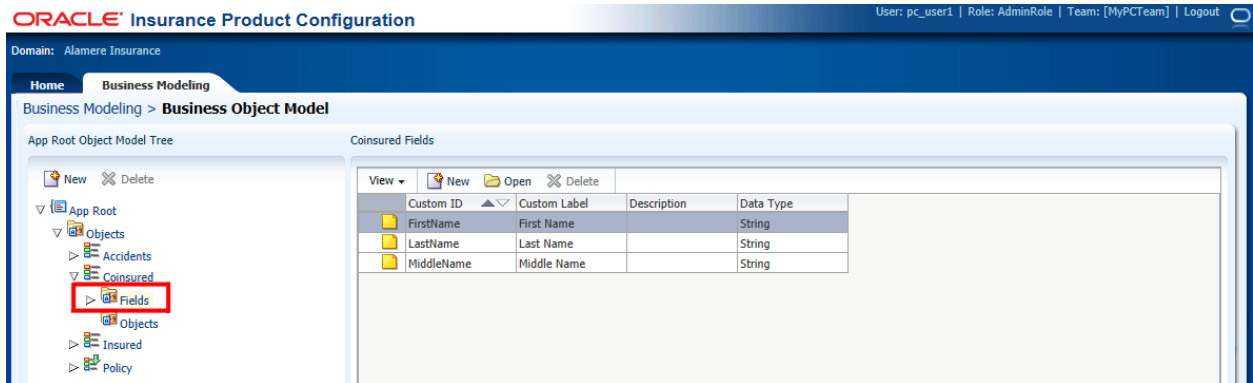 ORACLE Insurance Product Configuration
User: pc_user1 | Role: AdminRole | Team: [MyPCTeam] | Logout
Domain: Alamere Insurance
Home Business Modeling
Business Modeling > Business Object Model
App Root Object Model Tree
Coinsured Fields
New Delete
View New Open Delete
Custom ID Custom Label Description Data Type
FirstName First Name String
LastName Last Name String
MiddleName Middle Name String
App Root
Objects
Accidents
Coinsured
Fields
Objects
Insured
Policy